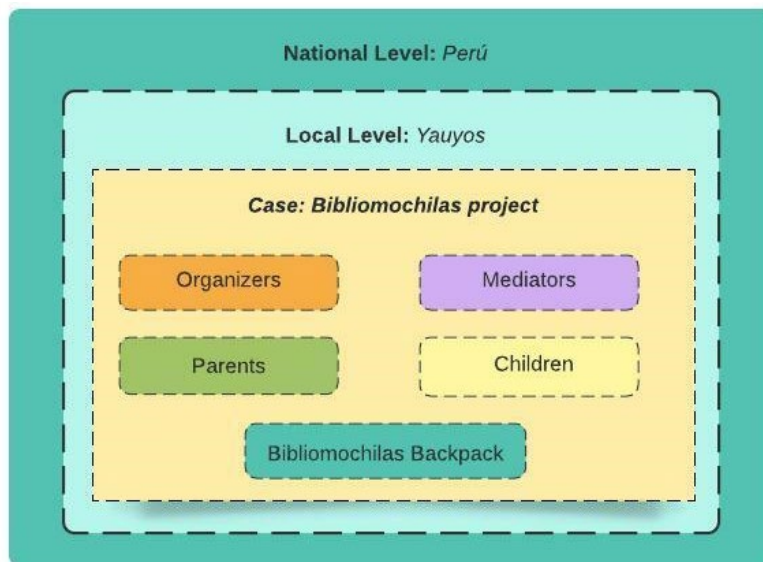 National Level: Perú
Local Level: Yauyos
Case: Bibliomochilas project
Organizers
Mediators
Parents
Children
Bibliomochilas Backpack